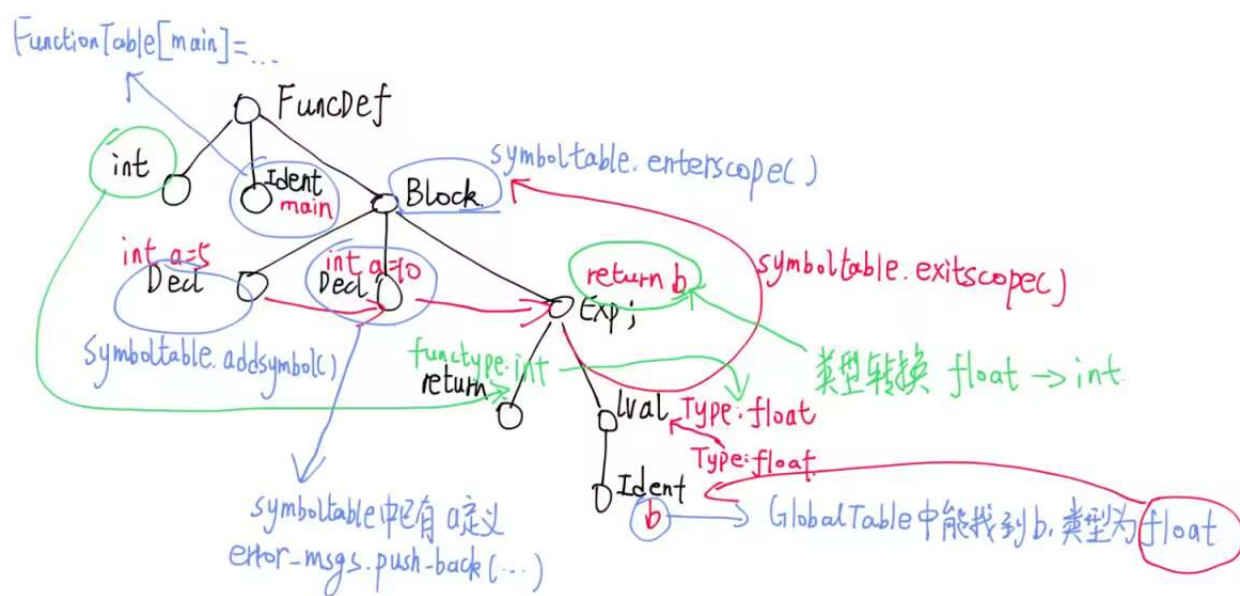 FunctionTable[main]=...
FuncDef
int
Ident
main
Block
symboltable.enterscope()
int a=5
Decl
int a=10
Decl
return b
Exp;
symboltable.exitscope()
symboltable.addsymbol()
functype:int
return
类型转换 float → int
lval
Type:float
Type:float
Ident
b
GlobalTable中能找到b,类型为float
symboltable中已有a定义
error_msgs.push-back(...)